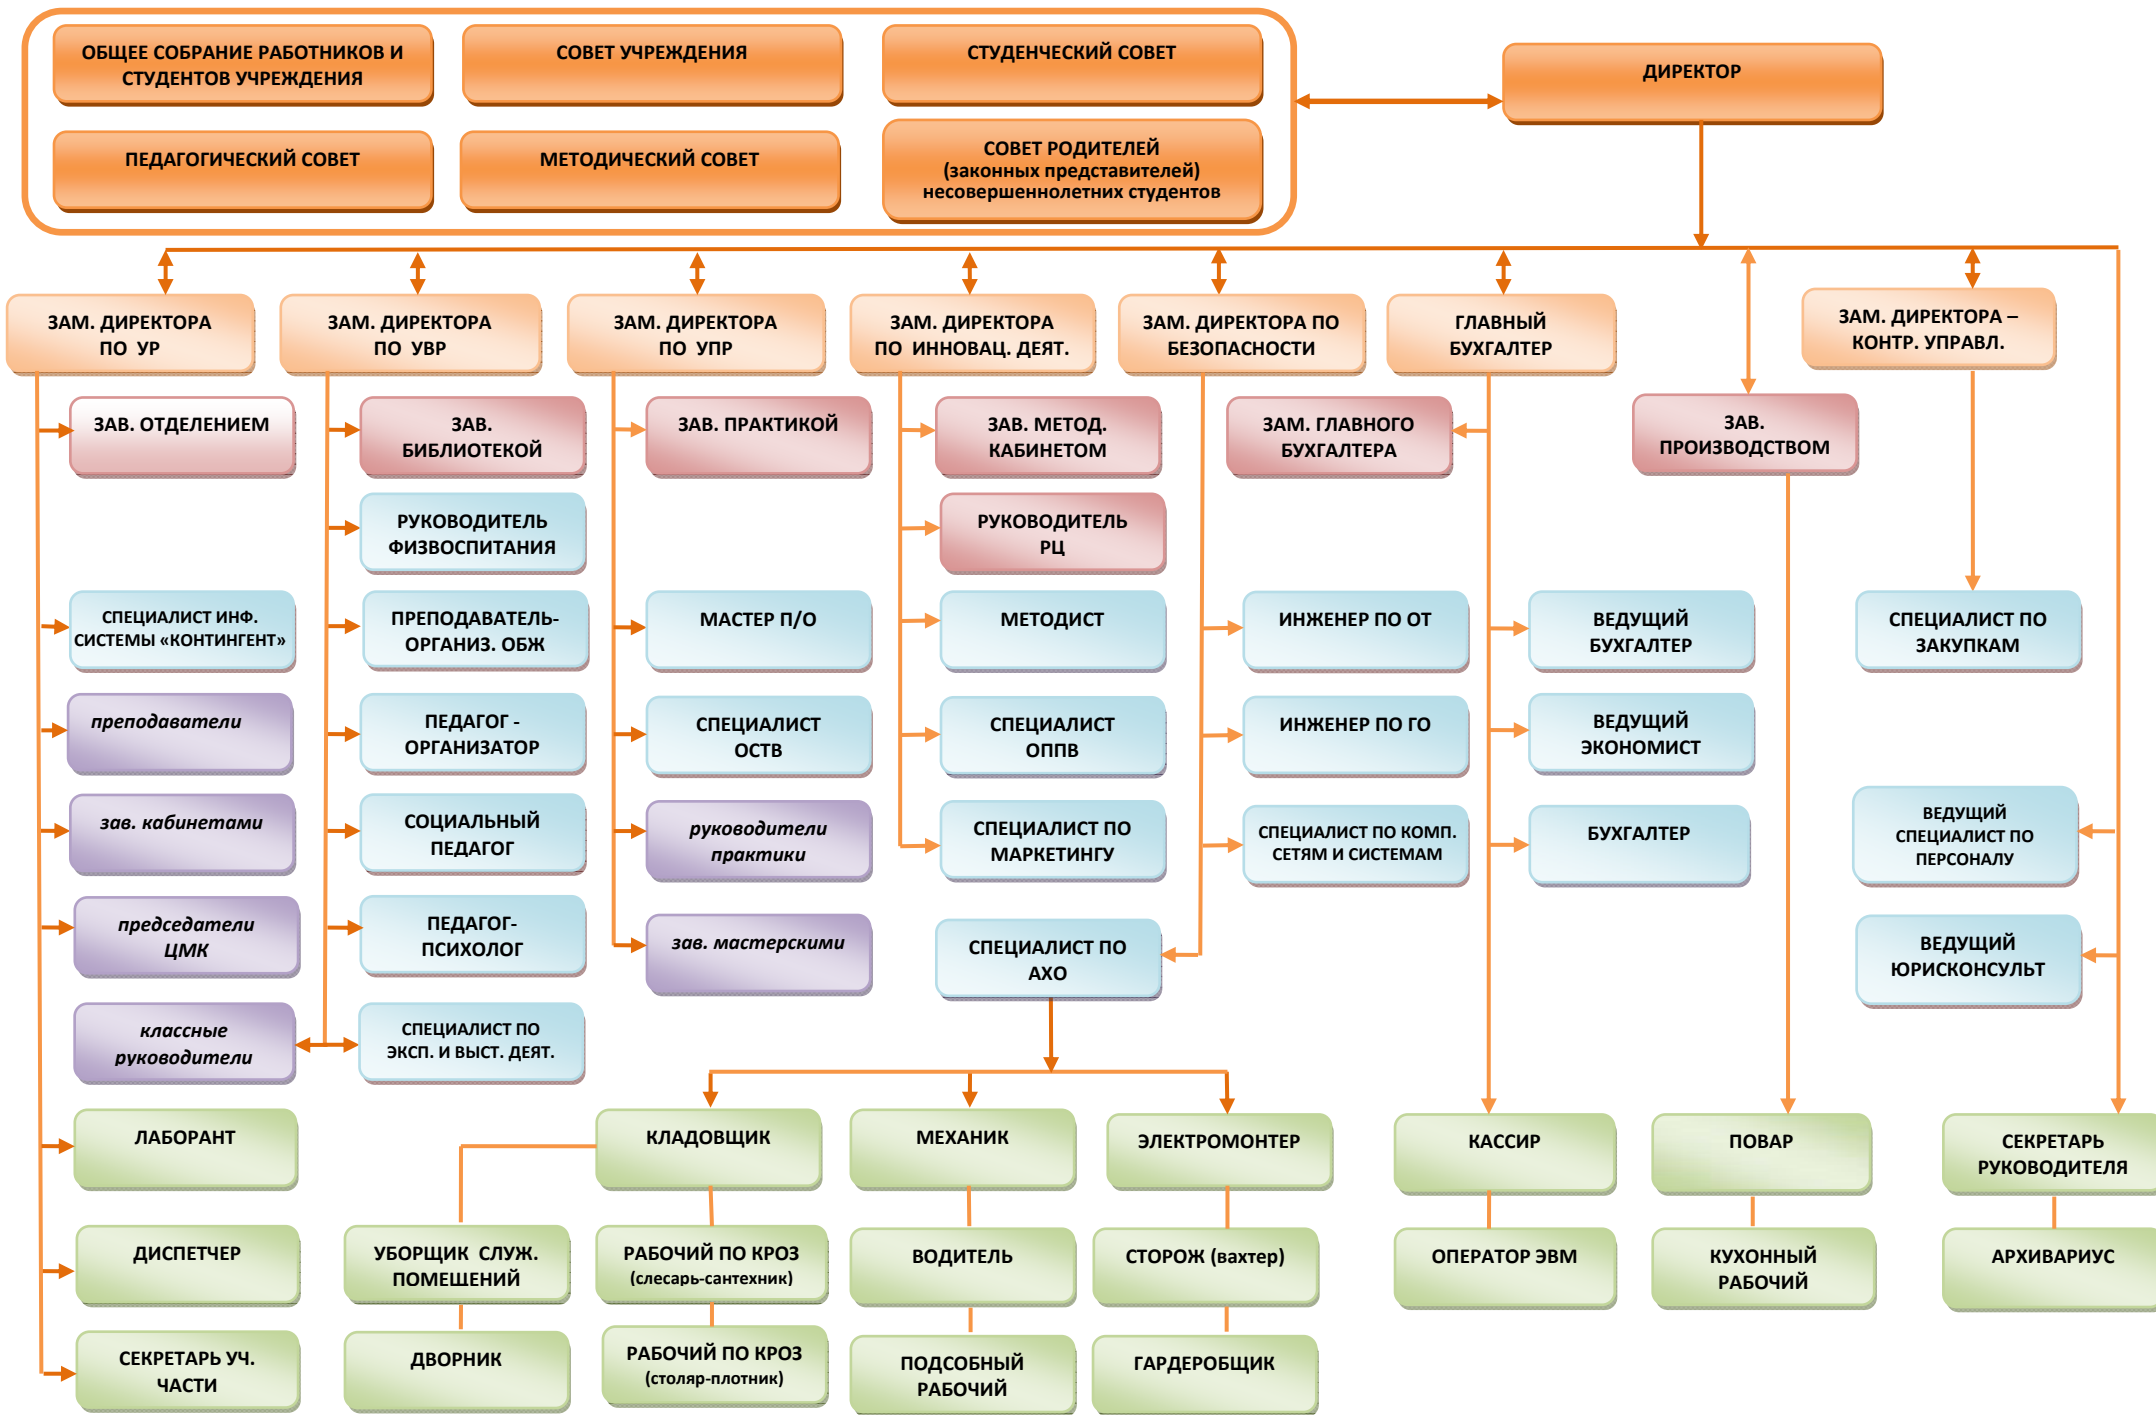 ОБЩЕЕ СОБРАНИЕ РАБОТНИКОВ И
СТУДЕНТОВ УЧРЕЖДЕНИЯ
СОВЕТ УЧРЕЖДЕНИЯ
СТУДЕНЧЕСКИЙ СОВЕТ
ДИРЕКТОР
ПЕДАГОГИЧЕСКИЙ СОВЕТ
МЕТОДИЧЕСКИЙ СОВЕТ
СОВЕТ РОДИТЕЛЕЙ
(законных представителей)
несовершеннолетних студентов
ЗАМ. ДИРЕКТОРА
ПО УР
ЗАМ. ДИРЕКТОРА
ПО УВР
ЗАМ. ДИРЕКТОРА
ПО УПР
ЗАМ. ДИРЕКТОРА
ПО ИННОВАЦ. ДЕЯТ.
ЗАМ. ДИРЕКТОРА ПО
БЕЗОПАСНОСТИ
ГЛАВНЫЙ
БУХГАЛТЕР
ЗАМ. ДИРЕКТОРА –
КОНТР. УПРАВЛ.
ЗАВ. ОТДЕЛЕНИЕМ
ЗАВ.
БИБЛИОТЕКОЙ
ЗАВ. ПРАКТИКОЙ
ЗАВ. МЕТОД.
КАБИНЕТОМ
ЗАМ. ГЛАВНОГО
БУХГАЛТЕРА
ЗАВ.
ПРОИЗВОДСТВОМ
РУКОВОДИТЕЛЬ
ФИЗВОСПИТАНИЯ
РУКОВОДИТЕЛЬ
РЦ
СПЕЦИАЛИСТ ИНФ.
СИСТЕМЫ «КОНТИНГЕНТ»
ПРЕПОДАВАТЕЛЬ-
ОРГАНИЗ. ОБЖ
МАСТЕР П/О
МЕТОДИСТ
ИНЖЕНЕР ПО ОТ
ВЕДУЩИЙ
БУХГАЛТЕР
СПЕЦИАЛИСТ ПО
ЗАКУПКАМ
преподаватели
ПЕДАГОГ -
ОРГАНИЗАТОР
СПЕЦИАЛИСТ
ОСТВ
СПЕЦИАЛИСТ
ОППВ
ИНЖЕНЕР ПО ГО
ВЕДУЩИЙ
ЭКОНОМИСТ
зав. кабинетами
СОЦИАЛЬНЫЙ
ПЕДАГОГ
руководители
практики
СПЕЦИАЛИСТ ПО
МАРКЕТИНГУ
СПЕЦИАЛИСТ ПО КОМП.
СЕТЯМ И СИСТЕМАМ
БУХГАЛТЕР
ВЕДУЩИЙ
СПЕЦИАЛИСТ ПО
ПЕРСОНАЛУ
председатели
ЦМК
ПЕДАГОГ-
ПСИХОЛОГ
зав. мастерскими
СПЕЦИАЛИСТ ПО
АХО
ВЕДУЩИЙ
ЮРИСКОНСУЛЬТ
классные
руководители
СПЕЦИАЛИСТ ПО
ЭКСП. И ВЫСТ. ДЕЯТ.
ЛАБОРАНТ
КЛАДОВЩИК
МЕХАНИК
ЭЛЕКТРОМОНТЕР
КАССИР
ПОВАР
СЕКРЕТАРЬ
РУКОВОДИТЕЛЯ
ДИСПЕТЧЕР
УБОРЩИК СЛУЖ.
ПОМЕЩЕНИЙ
РАБОЧИЙ ПО КРОЗ
(слесарь-сантехник)
ВОДИТЕЛЬ
СТОРОЖ (вахтер)
ОПЕРАТОР ЭВМ
КУХОННЫЙ
РАБОЧИЙ
АРХИВАРИУС
СЕКРЕТАРЬ УЧ.
ЧАСТИ
ДВОРНИК
РАБОЧИЙ ПО КРОЗ
(столяр-плотник)
ПОДСОБНЫЙ
РАБОЧИЙ
ГАРДЕРОБЩИК